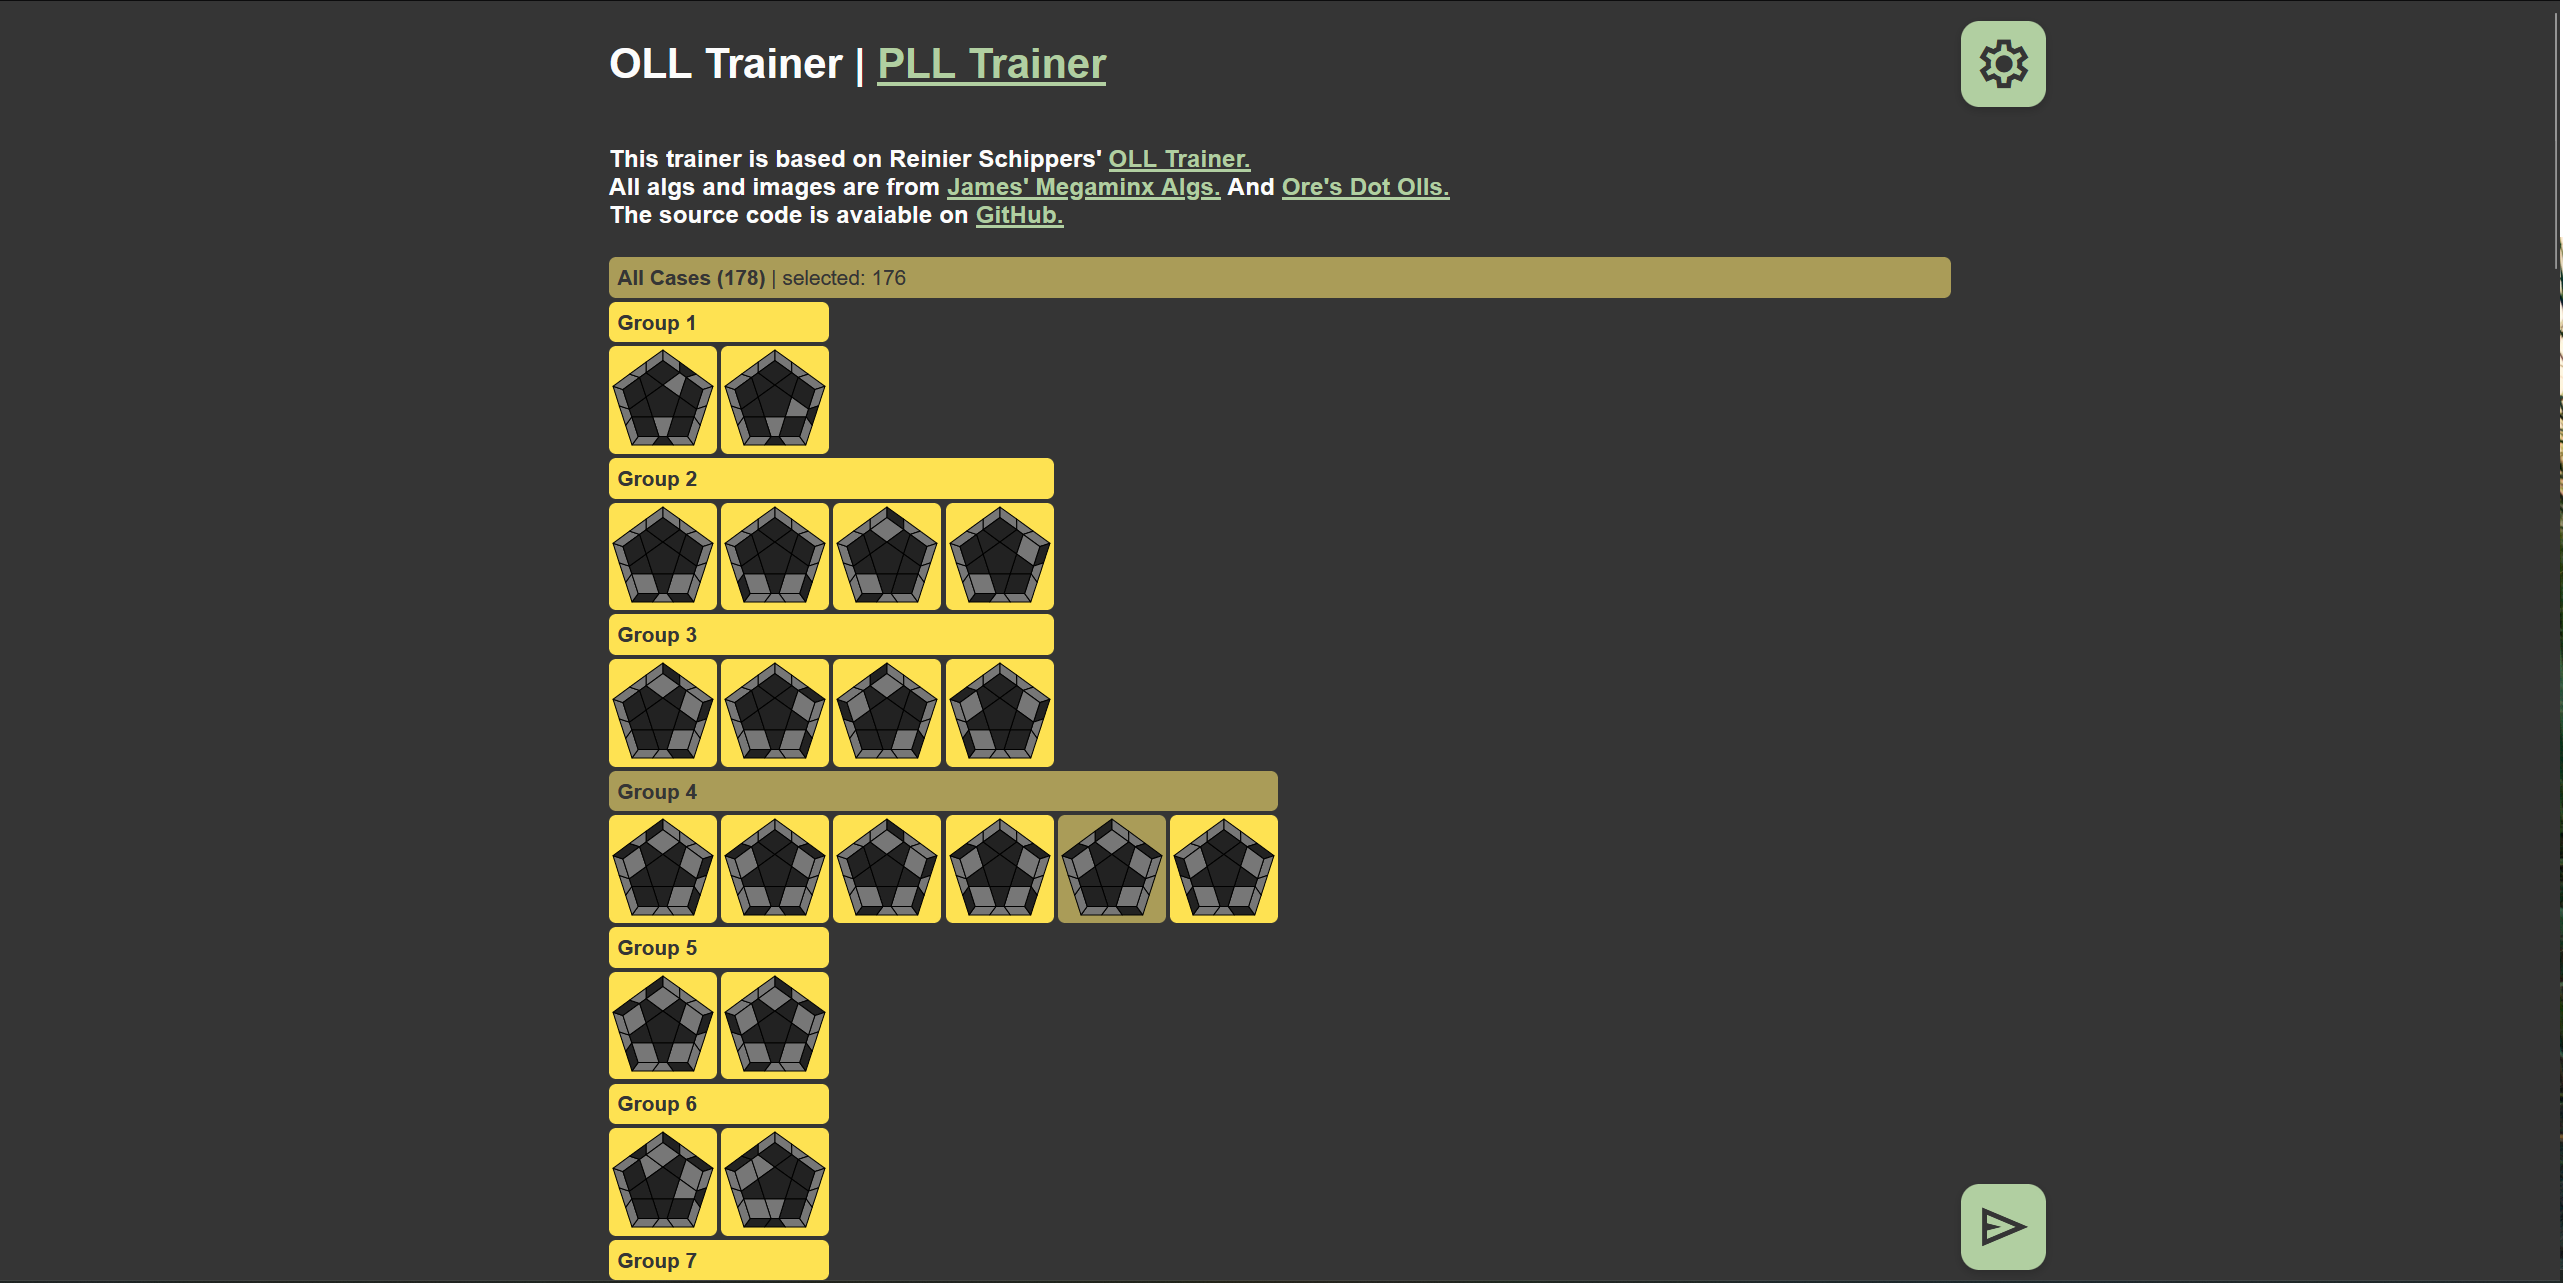 OLL Trainer | PLL Trainer
This trainer is based on Reinier Schippers' OLL Trainer.
All algs and images are from James' Megaminx Algs. And Ore's Dot Olls.
The source code is avaiable on GitHub.
All Cases (178) | selected: 176
Group 1
Group 2
Group 3
Group 4
Group 5
Group 6
Group 7